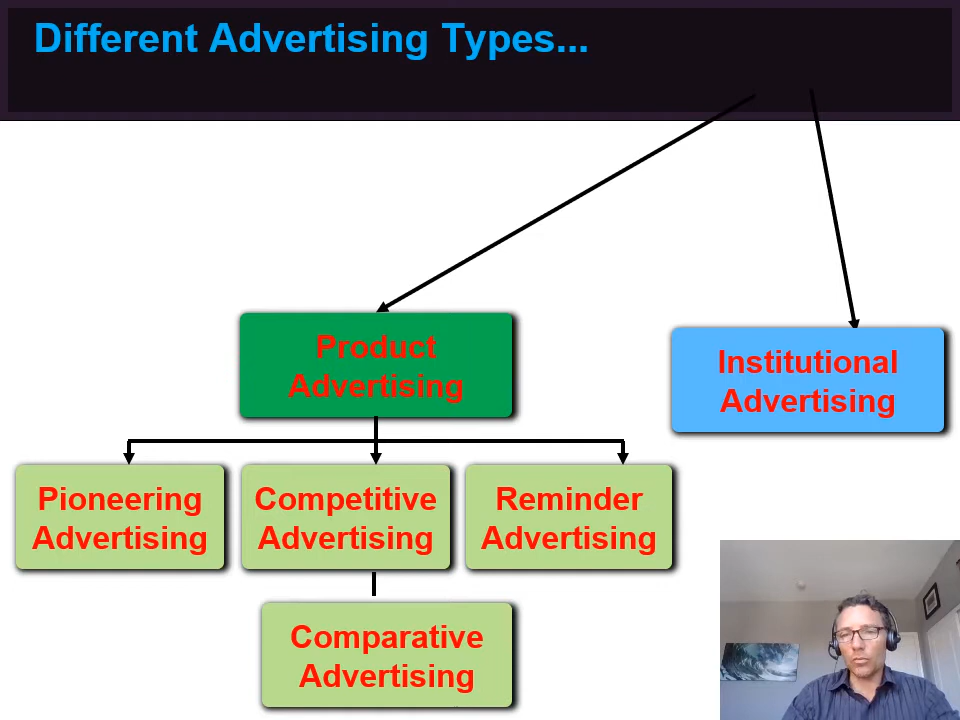 Different Advertising Types...
Product
Advertising
Institutional
Advertising
Pioneering
Advertising
Competitive
Advertising
Reminder
Advertising
Comparative
Advertising